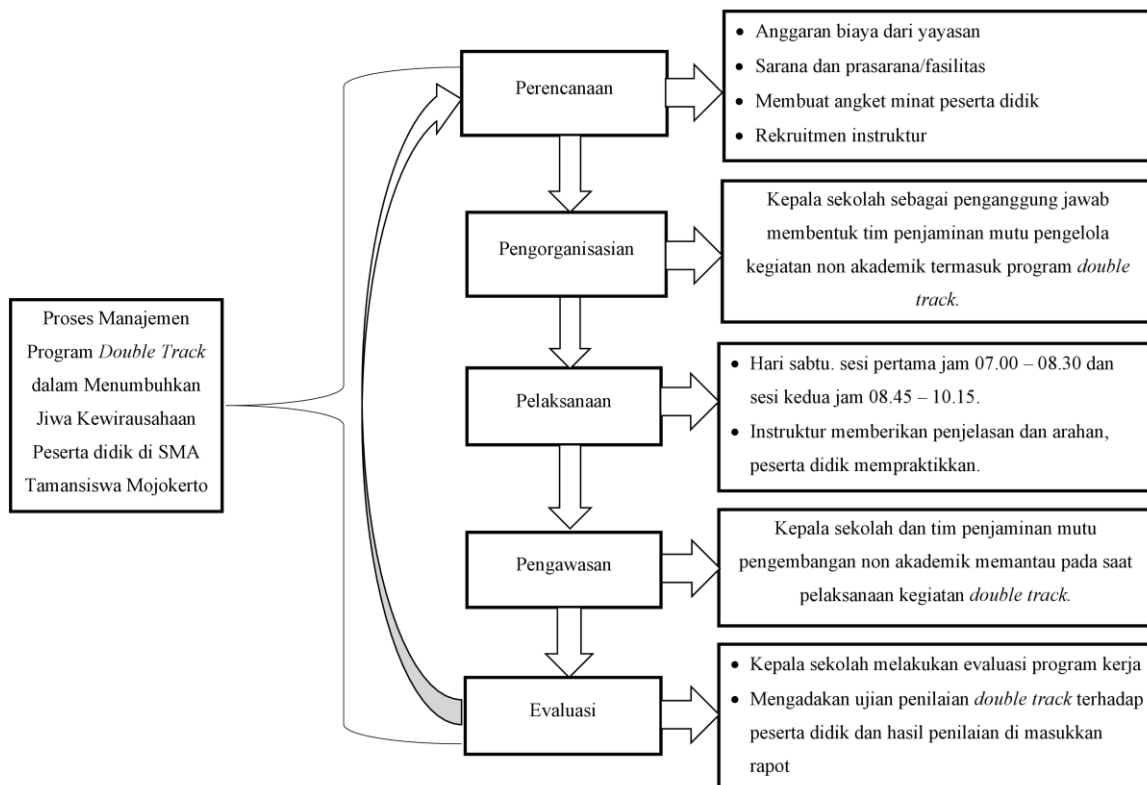 Proses Manajemen
Program Double Track
dalam Menumbuhkan
Jiwa Kewirausahaan
Peserta didik di SMA
Tamansiswa Mojokerto
Perencanaan
• Anggaran biaya dari yayasan
• Sarana dan prasarana/fasilitas
• Membuat angket minat peserta didik
• Rekruitmen instruktur
Pengorganisasian
Kepala sekolah sebagai penganggung jawab
membentuk tim penjaminan mutu pengelola
kegiatan non akademik termasuk program double
track.
Pelaksanaan
• Hari sabtu. sesi pertama jam 07.00 – 08.30 dan
sesi kedua jam 08.45 – 10.15.
• Instruktur memberikan penjelasan dan arahan,
peserta didik mempraktikkan.
Pengawasan
Kepala sekolah dan tim penjaminan mutu
pengembangan non akademik memantau pada saat
pelaksanaan kegiatan double track.
Evaluasi
• Kepala sekolah melakukan evaluasi program kerja
• Mengadakan ujian penilaian double track terhadap
peserta didik dan hasil penilaian di masukkan
rapot